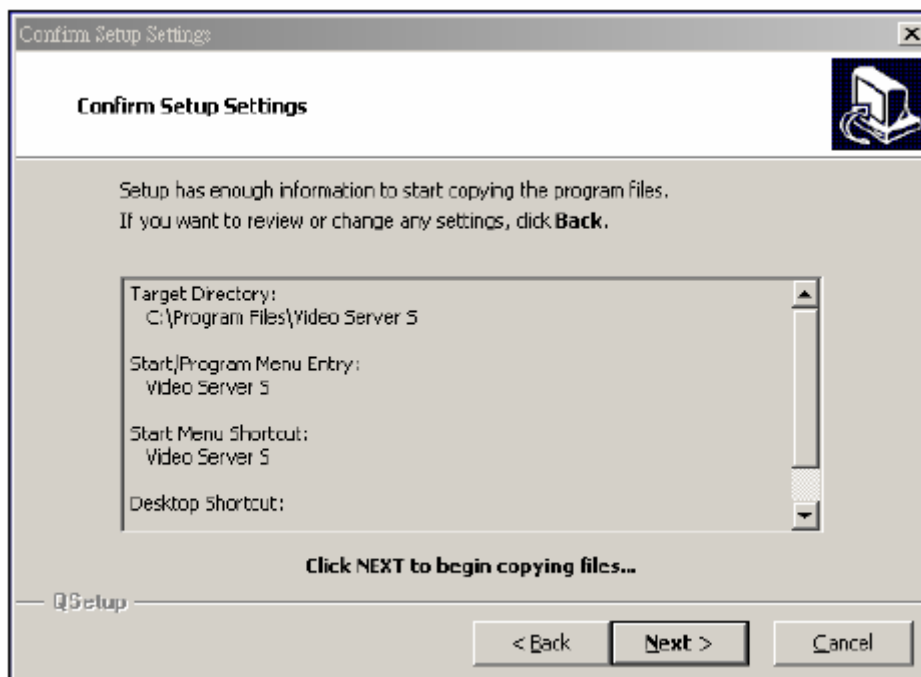 Confirm Setup Settings
Confirm Setup Settings
Setup has enough information to start copying the program files.
If you want to review or change any settings, click Back.
Target Directory:
C:\Program Files\Video Server S
Start/Program Menu Entry:
Video Server S
Start Menu Shortcut:
Video Server S
Desktop Shortcut:
Click NEXT to begin copying files...
QSetup
< Back
Next >
Cancel